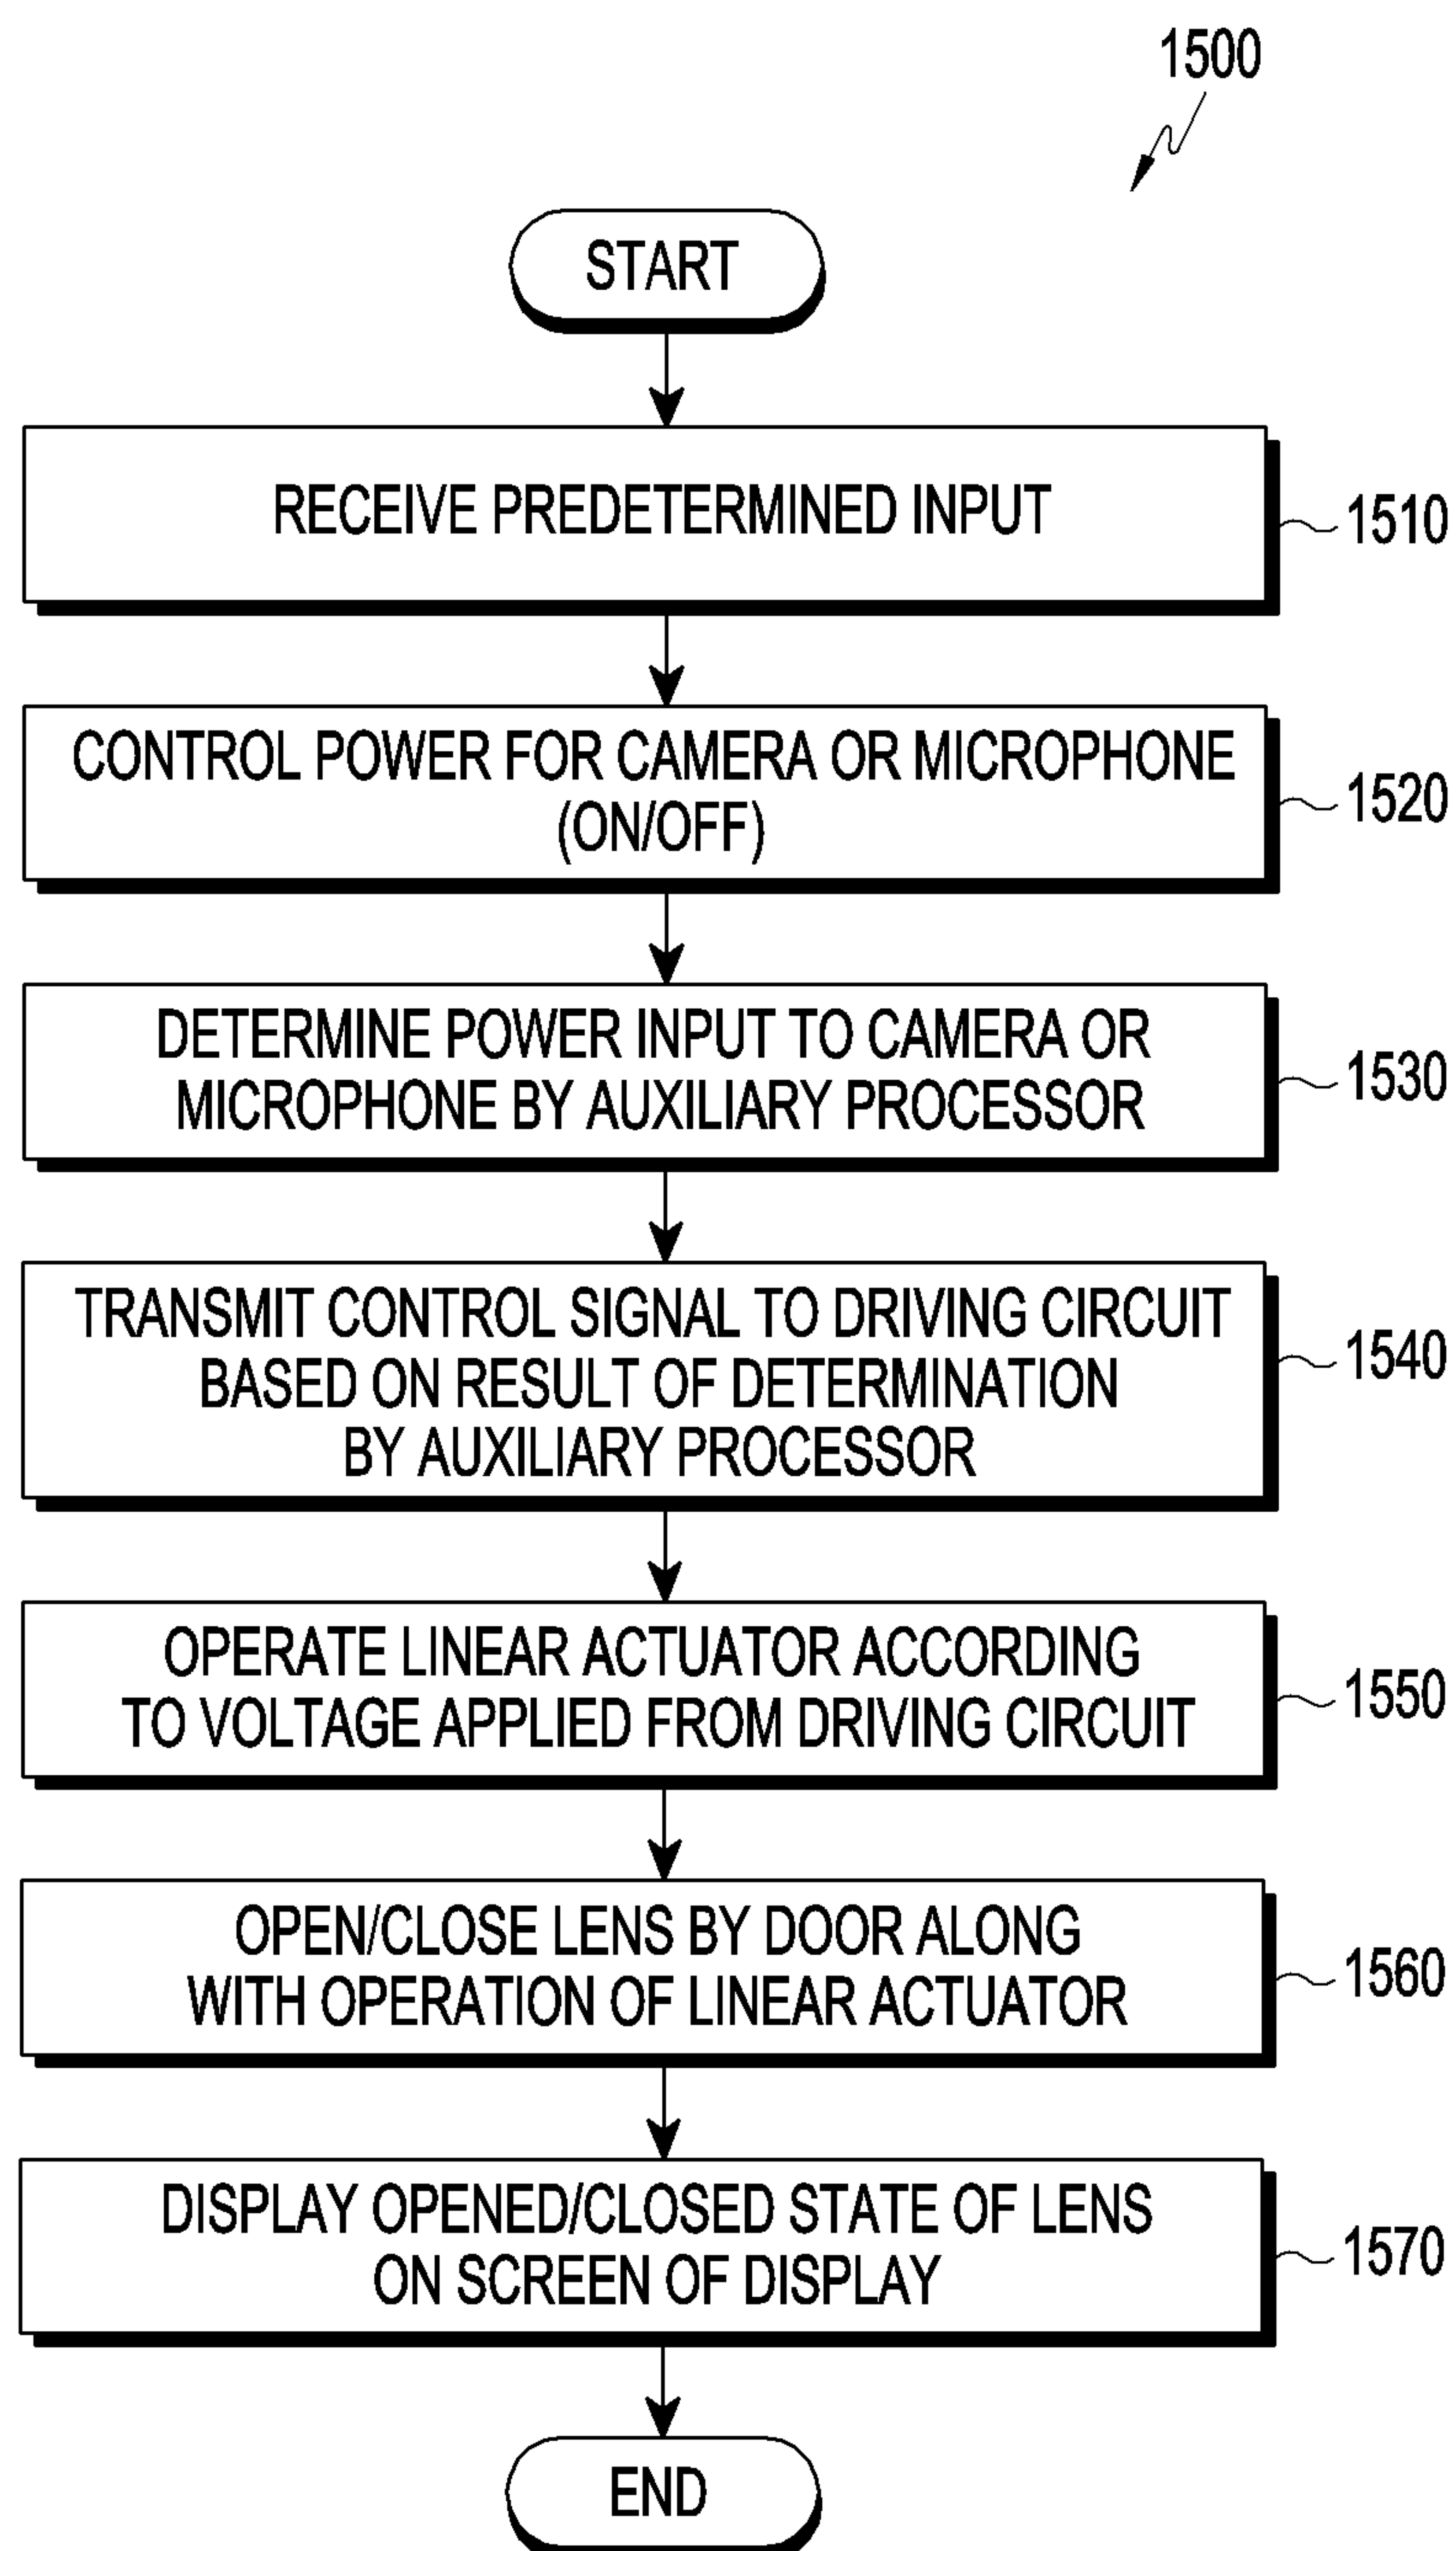 1500
START
RECEIVE PREDETERMINED INPUT
1510
CONTROL POWER FOR CAMERA OR MICROPHONE
(ON/OFF)
1520
DETERMINE POWER INPUT TO CAMERA OR
MICROPHONE BY AUXILIARY PROCESSOR
1530
TRANSMIT CONTROL SIGNAL TO DRIVING CIRCUIT
BASED ON RESULT OF DETERMINATION
BY AUXILIARY PROCESSOR
1540
OPERATE LINEAR ACTUATOR ACCORDING
TO VOLTAGE APPLIED FROM DRIVING CIRCUIT
1550
OPEN/CLOSE LENS BY DOOR ALONG
WITH OPERATION OF LINEAR ACTUATOR
1560
DISPLAY OPENED/CLOSED STATE OF LENS
ON SCREEN OF DISPLAY
1570
END